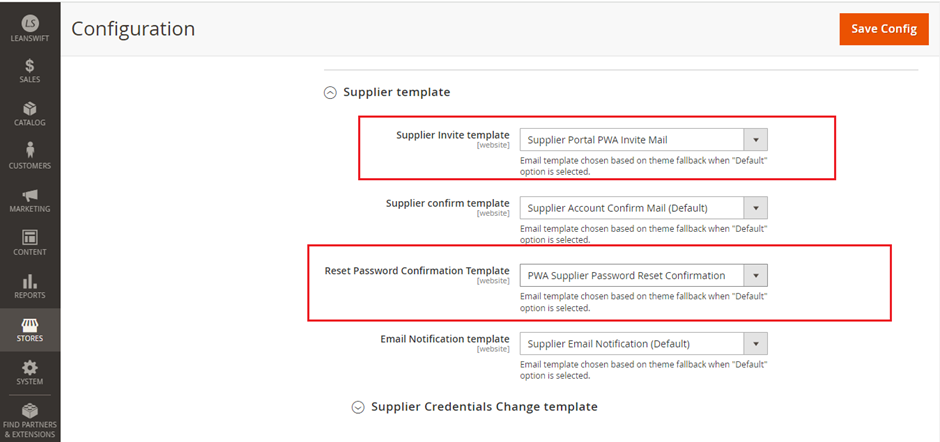 LS
LEANSWIFT
SALES
CATALOG
CUSTOMERS
MARKETING
CONTENT
REPORTS
STORES
SYSTEM
FIND PARTNERS
& EXTENSIONS
Configuration
Save Config
Supplier template
Supplier Invite template
[website]
Supplier Portal PWA Invite Mail
Email template chosen based on theme fallback when "Default"
option is selected.
Supplier confirm template
[website]
Supplier Account Confirm Mail (Default)
Email template chosen based on theme fallback when "Default"
option is selected.
Reset Password Confirmation Template
[website]
PWA Supplier Password Reset Confirmation
Email template chosen based on theme fallback when "Default"
option is selected.
Email Notification template
[website]
Supplier Email Notification (Default)
Email template chosen based on theme fallback when "Default"
option is selected.
Supplier Credentials Change template